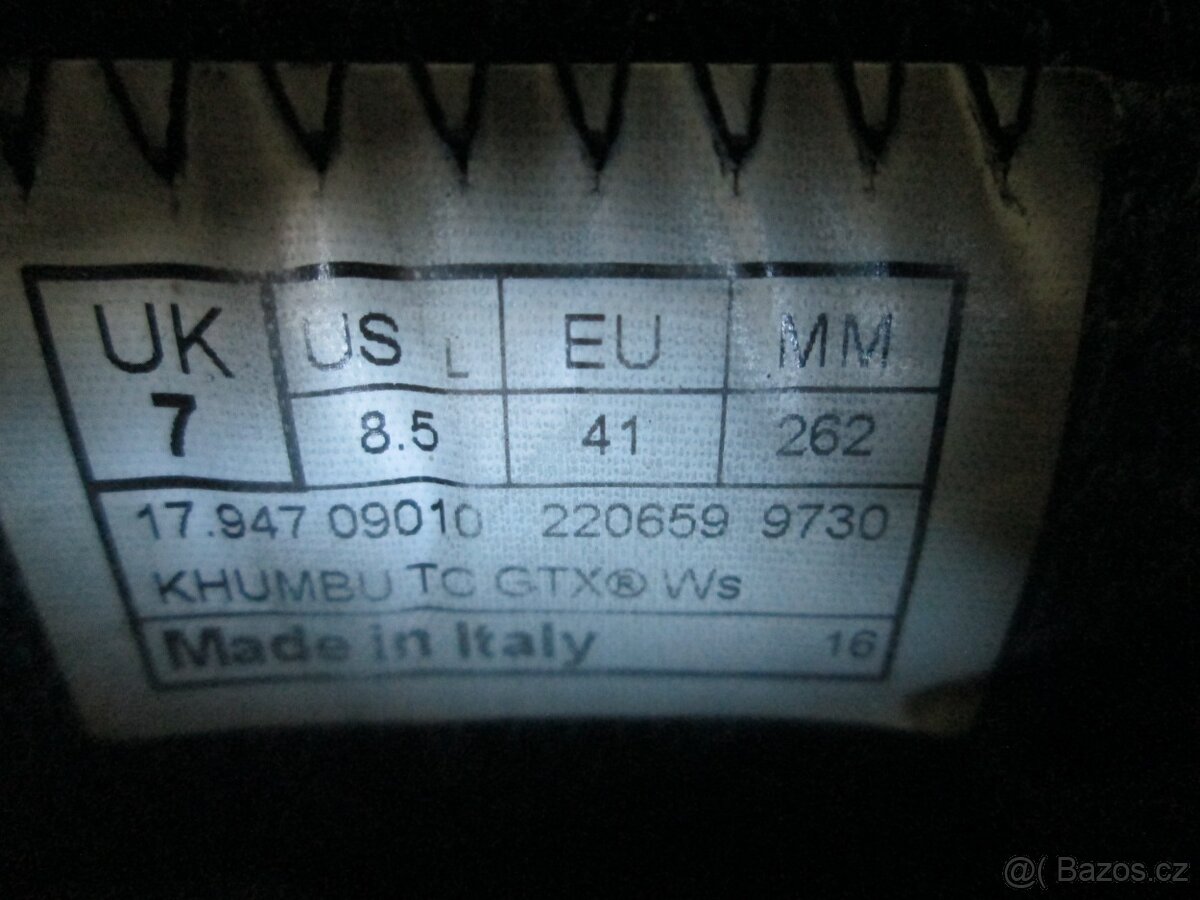 UK US L EU MM
7 8.5 41 262
17.947 09010 220659 9730
KHUMBU TC GTX® Ws
Made in Italy 16
@( Bazos.cz